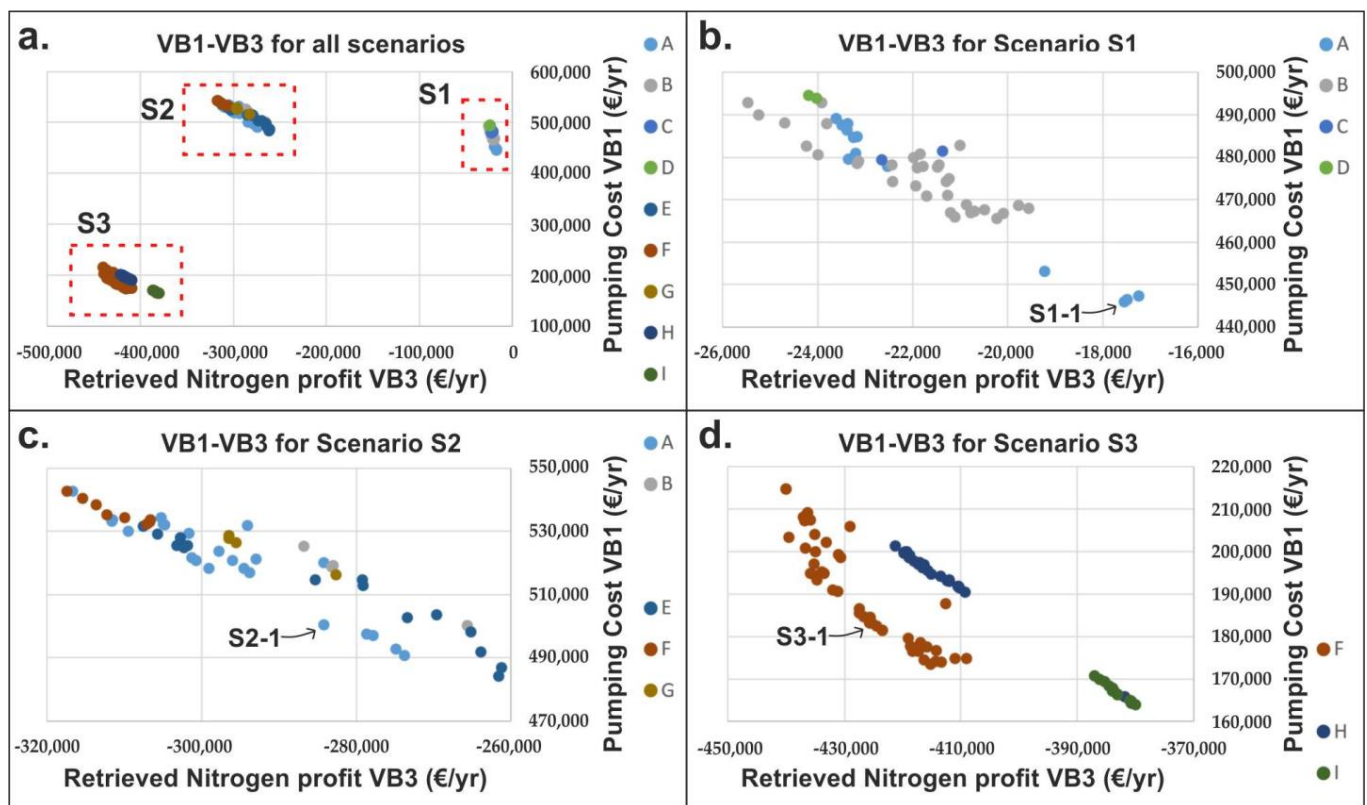 a.
VB1-VB3 for all scenarios
600,000
500,000
400,000
300,000
200,000
100,000
-500,000 -400,000 -300,000 -200,000 -100,000 0
Retrieved Nitrogen profit VB3 (€/yr)
Pumping Cost VB1 (€/yr)
S1
S2
S3
A
B
C
D
E
F
G
H
I
b.
VB1-VB3 for Scenario S1
500,000
490,000
480,000
470,000
460,000
450,000
440,000
-26,000 -24,000 -22,000 -20,000 -18,000 -16,000
Retrieved Nitrogen profit VB3 (€/yr)
Pumping Cost VB1 (€/yr)
S1-1
A
B
C
D
c.
VB1-VB3 for Scenario S2
550,000
530,000
510,000
490,000
470,000
-320,000 -300,000 -280,000 -260,000
Retrieved Nitrogen profit VB3 (€/yr)
Pumping Cost VB1 (€/yr)
S2-1
A
B
E
F
G
d.
VB1-VB3 for Scenario S3
220,000
210,000
200,000
190,000
180,000
170,000
160,000
-450,000 -430,000 -410,000 -390,000 -370,000
Retrieved Nitrogen profit VB3 (€/yr)
Pumping Cost VB1 (€/yr)
S3-1
F
H
I